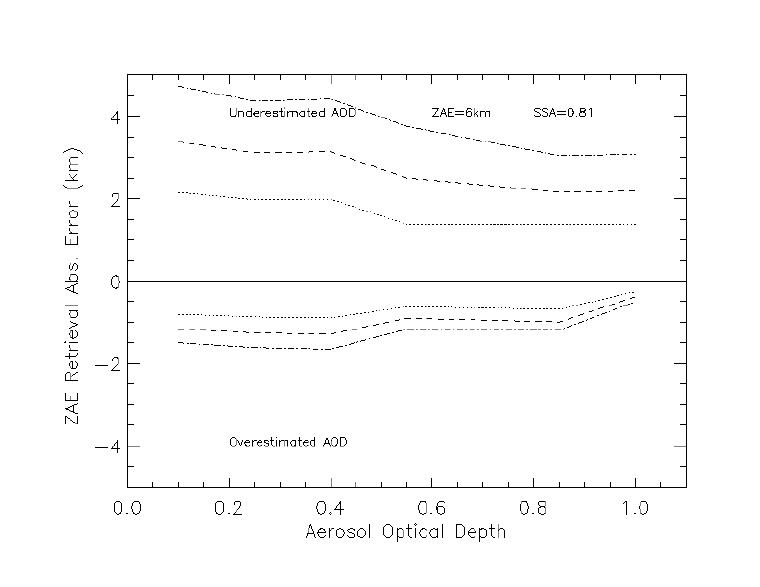 Underestimated AOD ZAE=6km SSA=0.81
4
2
0
-2
-4
ZAE Retrieval Abs. Error (km)
Overestimated AOD
0.0 0.2 0.4 0.6 0.8 1.0
Aerosol Optical Depth